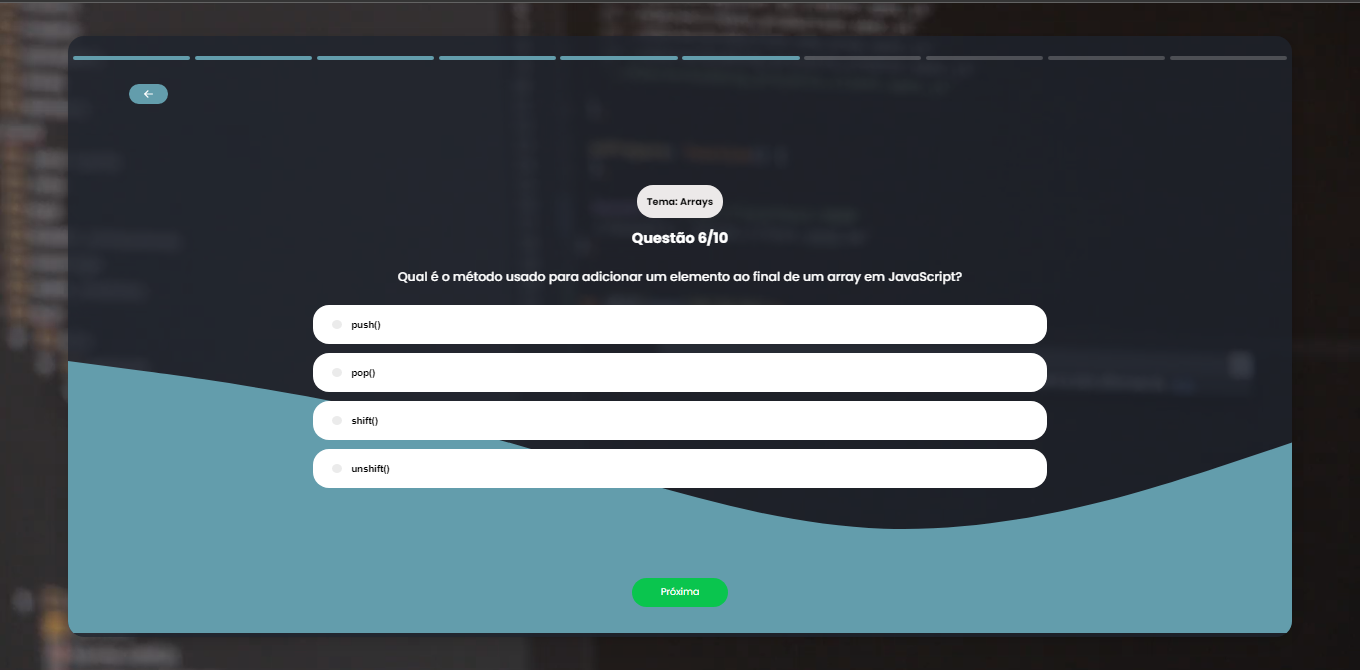 Tema: Arrays
Questão 6/10
Qual é o método usado para adicionar um elemento ao final de um array em JavaScript?
push()
pop()
shift()
unshift()
Próxima